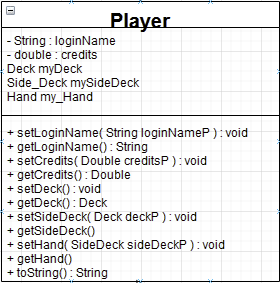 Player
- String : loginName
- double : credits
Deck myDeck
Side_Deck mySideDeck
Hand my_Hand
+ setLoginName( String loginNameP ) : void
+ getLoginName() : String
+ setCredits( Double creditsP ) : void
+ getCredits() : Double
+ setDeck() : void
+ getDeck() : Deck
+ setSideDeck( Deck deckP ) : void
+ getSideDeck()
+ setHand( SideDeck sideDeckP ) : void
+ getHand()
+ toString() : String